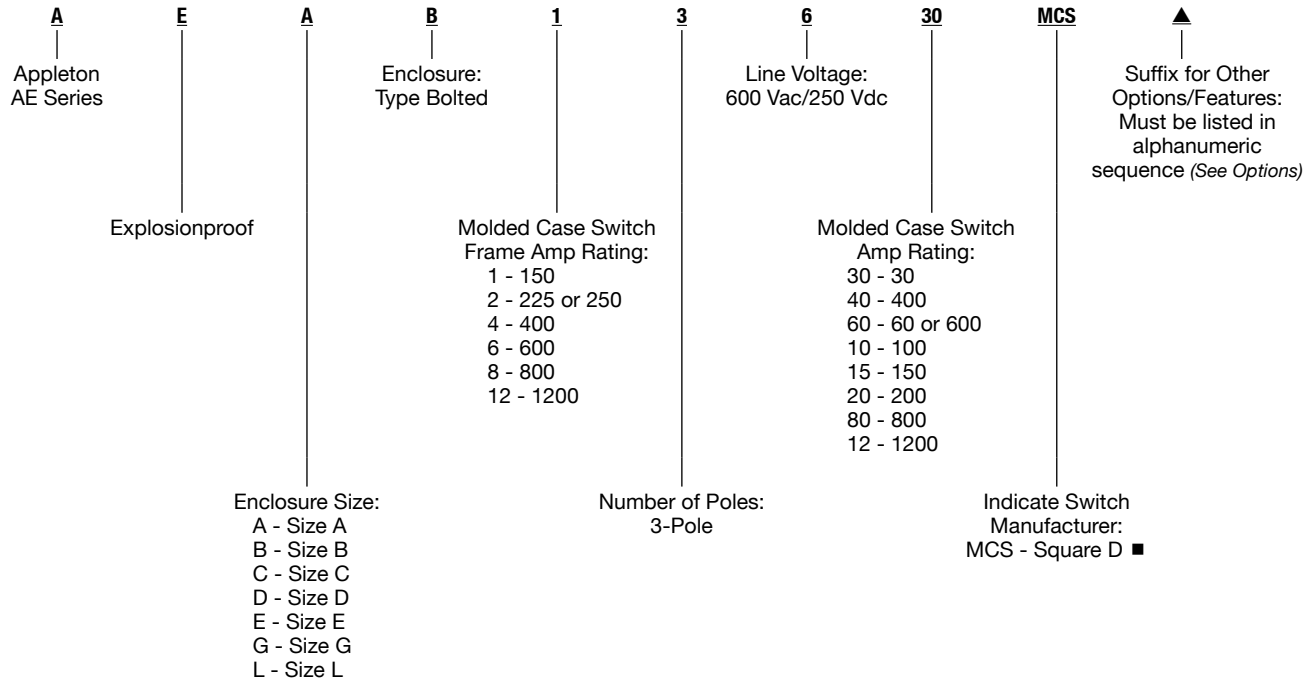 A E A B 1 3 6 30 MCS ▲
Appleton
AE Series
Enclosure:
Type Bolted
Line Voltage:
600 Vac/250 Vdc
Suffix for Other
Options/Features:
Must be listed in
alphanumeric
sequence (See Options)
Explosionproof
Molded Case Switch
Frame Amp Rating:
1 - 150
2 - 225 or 250
4 - 400
6 - 600
8 - 800
12 - 1200
Molded Case Switch
Amp Rating:
30 - 30
40 - 400
60 - 60 or 600
10 - 100
15 - 150
20 - 200
80 - 800
12 - 1200
Enclosure Size:
A - Size A
B - Size B
C - Size C
D - Size D
E - Size E
G - Size G
L - Size L
Number of Poles:
3-Pole
Indicate Switch
Manufacturer:
MCS - Square D ■